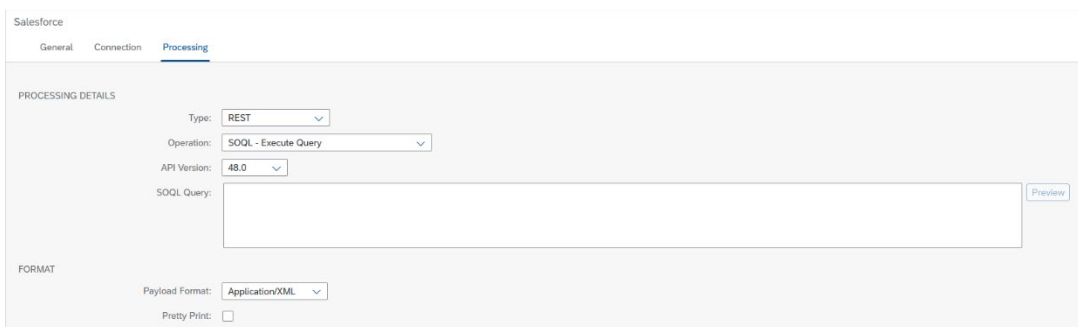 Salesforce
General Connection Processing
PROCESSING DETAILS
Type: REST
Operation: SOQL - Execute Query
API Version: 48.0
SOQL Query: Preview
FORMAT
Payload Format: Application/XML
Pretty Print: